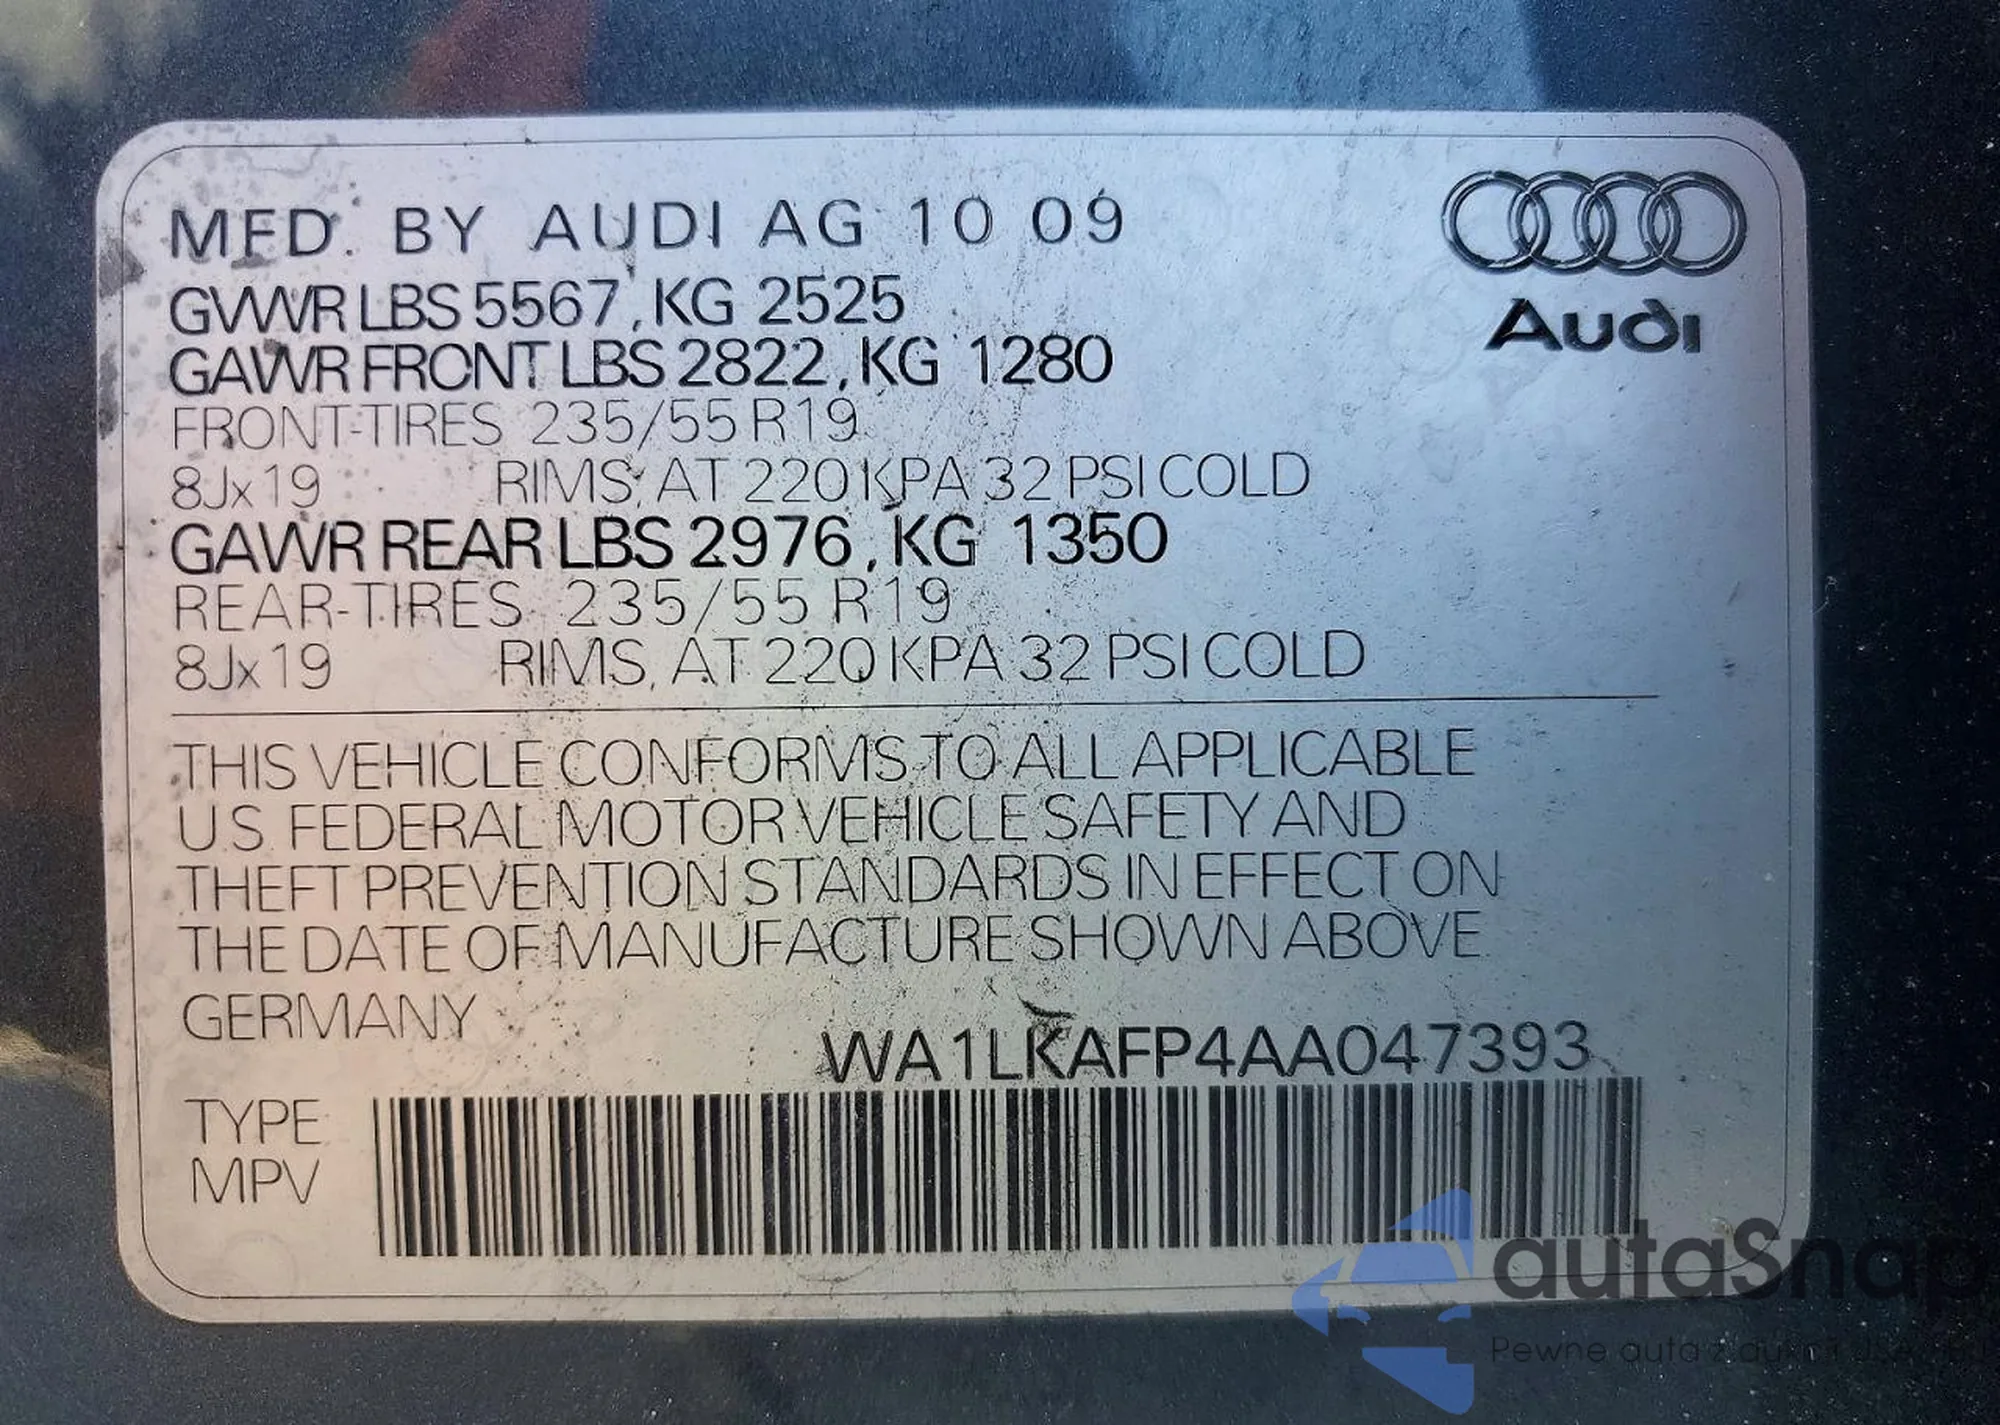 MFD. BY AUDI AG 10 09
GVWR LBS 5567, KG 2525
GAWR FRONT LBS 2822, KG 1280
FRONT-TIRES 235/55 R19
8Jx19 RIMS, AT 220 KPA 32 PSI COLD
GAWR REAR LBS 2976, KG 1350
REAR-TIRES 235/55 R19
8Jx19 RIMS, AT 220 KPA 32 PSI COLD
Audi
THIS VEHICLE CONFORMS TO ALL APPLICABLE
U.S. FEDERAL MOTOR VEHICLE SAFETY AND
THEFT PREVENTION STANDARDS IN EFFECT ON
THE DATE OF MANUFACTURE SHOWN ABOVE.
GERMANY
WA1LKAFP4AA047393
TYPE
MPV
autaSnap
Pewne auta z